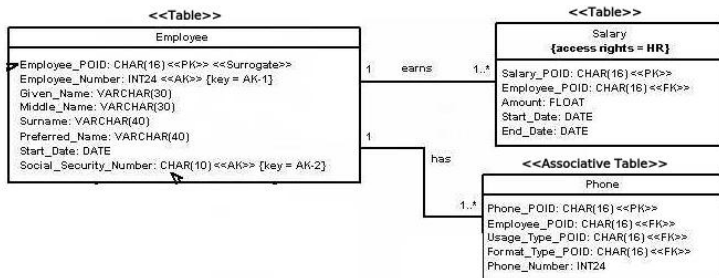 <<Table>>
Employee
Employee_POID: CHAR(16) <<PK>> <<Surrogate>>
Employee_Number: INT24 <<AK>> {key = AK-1}
Given_Name: VARCHAR(30)
Middle_Name: VARCHAR(30)
Surname: VARCHAR(40)
Preferred_Name: VARCHAR(40)
Start_Date: DATE
Social_Security_Number: CHAR(10) <<AK>> {key = AK-2}
1 earns 1..*
<<Table>>
Salary
{access rights = HR}
Salary_POID: CHAR(16) <<PK>>
Employee_POID: CHAR(16) <<FK>>
Amount: FLOAT
Start_Date: DATE
End_Date: DATE
1
has
1..*
<<Associative Table>>
Phone
Phone_POID: CHAR(16) <<PK>>
Employee_POID: CHAR(16) <<FK>>
Usage_Type_POID: CHAR(16) <<FK>>
Format_Type_POID: CHAR(16) <<FK>>
Phone_Number: INT24